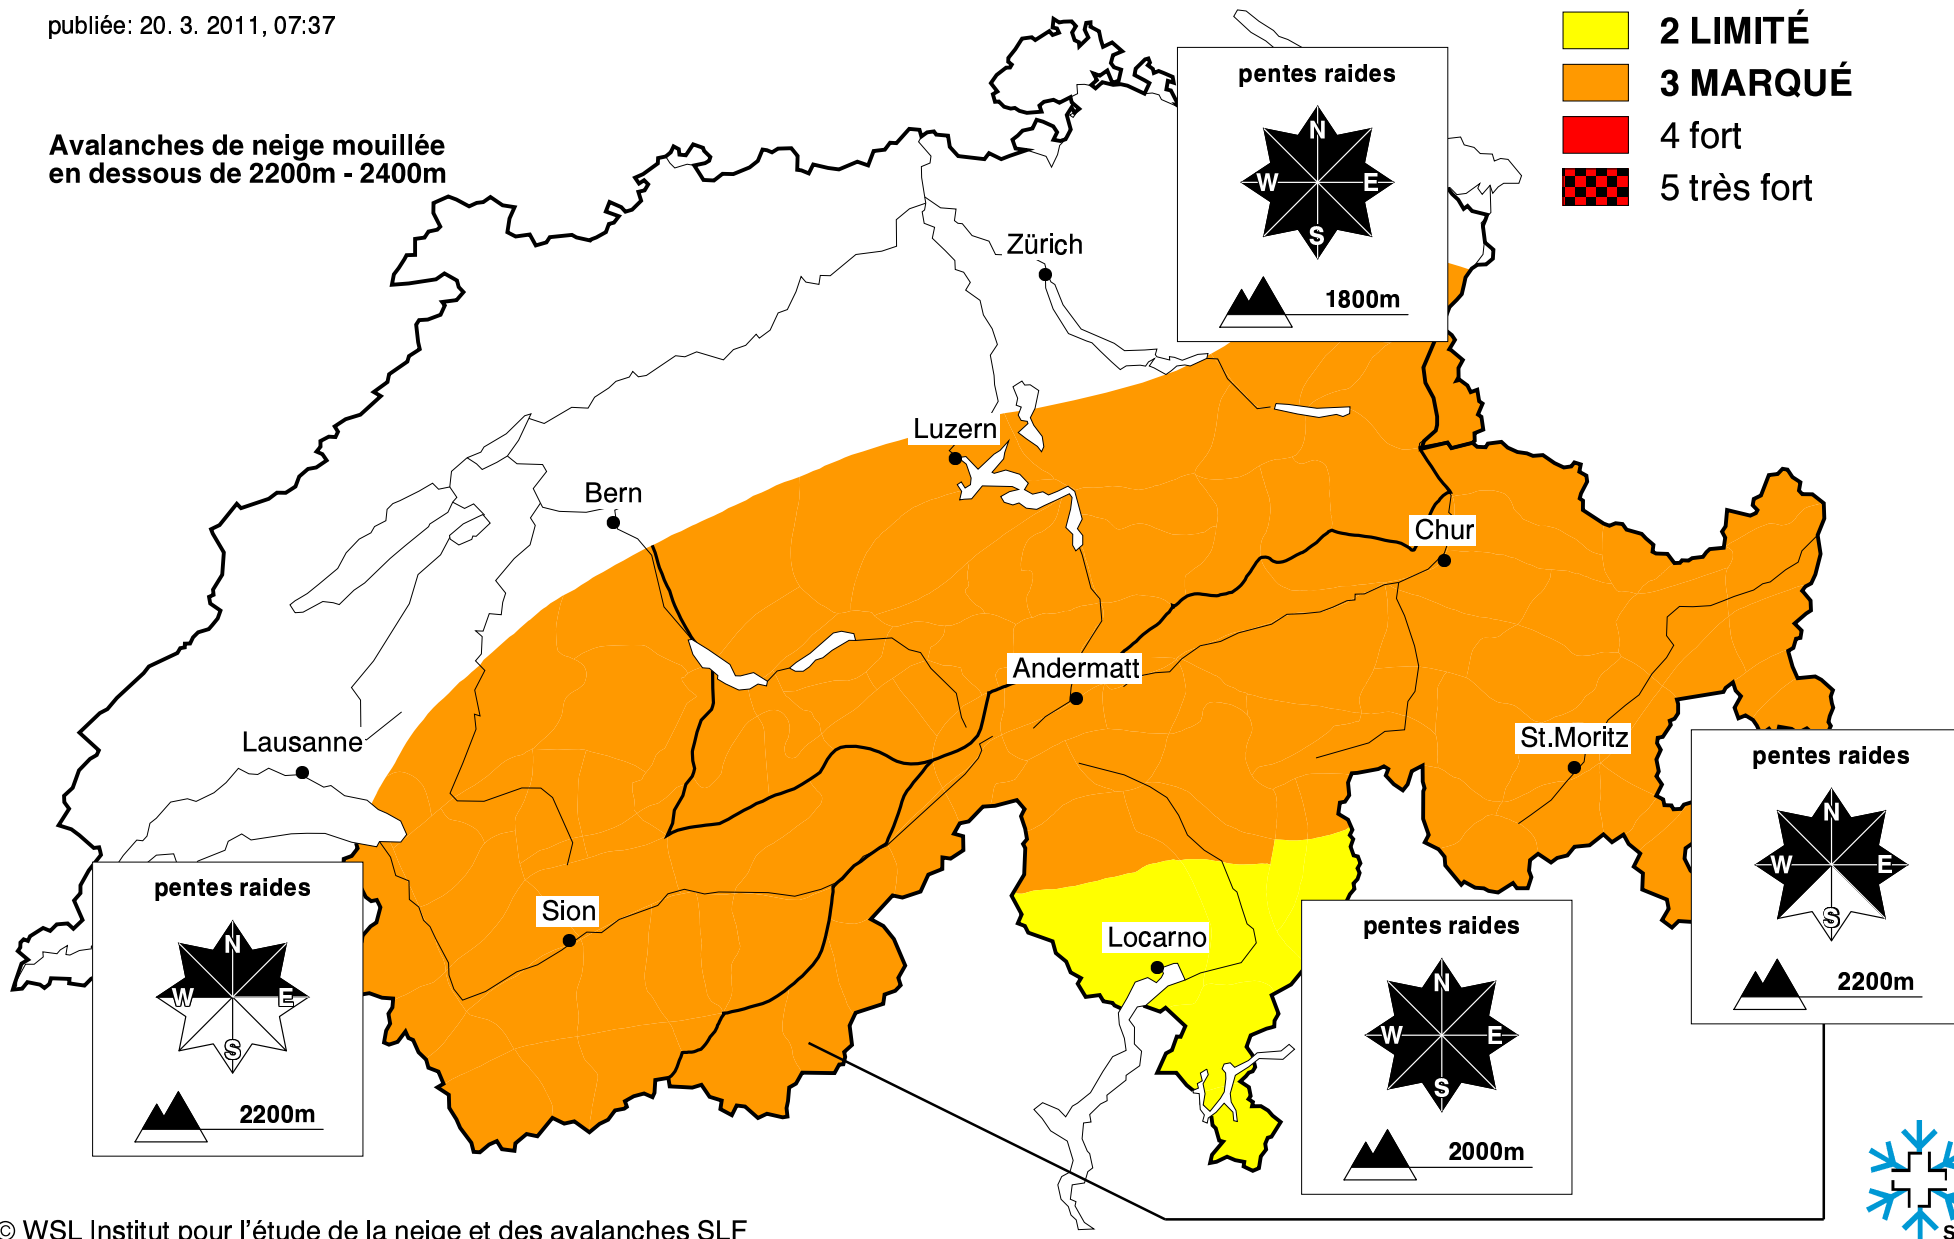 publiée: 20. 3. 2011, 07:37
Avalanches de neige mouillée
en dessous de 2200m - 2400m
2 LIMITÉ
3 MARQUÉ
4 fort
5 très fort
pentes raides
N
W E
S
1800m
Zürich
Luzern
Bern
Chur
Andermatt
Lausanne
St.Moritz
Sion
Locarno
pentes raides
N
W E
S
2200m
pentes raides
N
W E
S
2200m
pentes raides
N
W E
S
2000m
© WSL Institut pour l'étude de la neige et des avalanches SLF
S